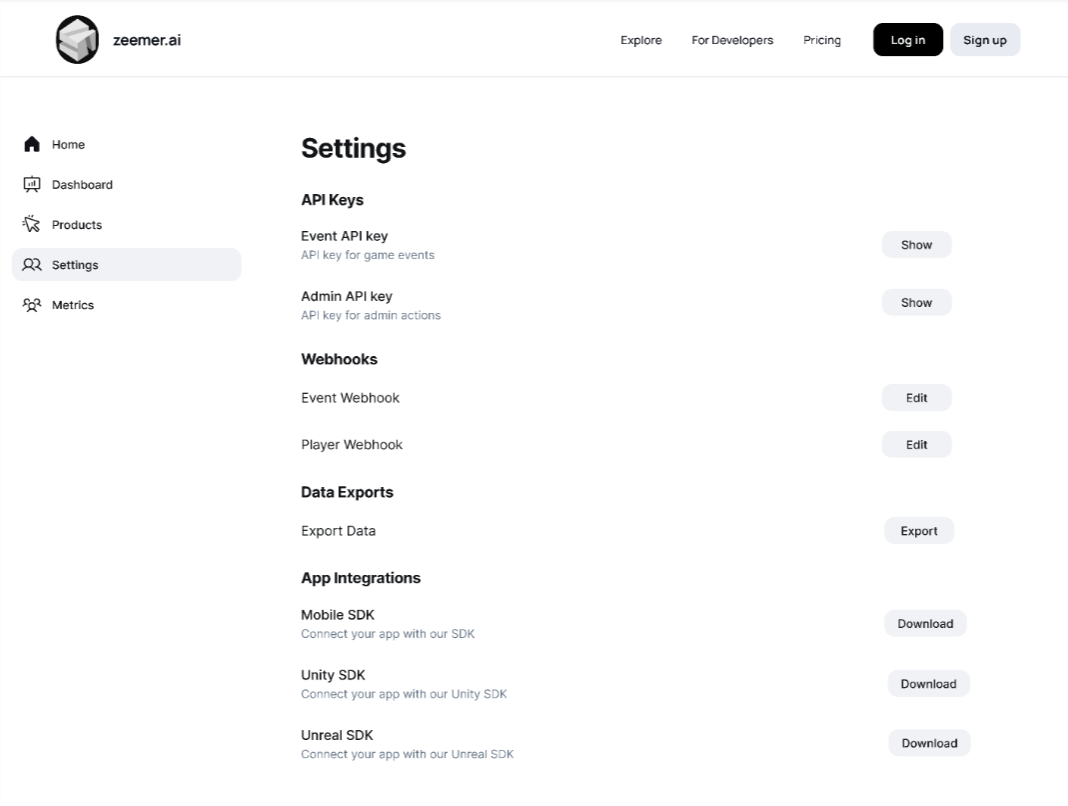 zeemer.ai
Explore For Developers Pricing Log in Sign up
Home
Dashboard
Products
Settings
Metrics
Settings
API Keys
Event API key Show
API key for game events
Admin API key Show
API key for admin actions
Webhooks
Event Webhook Edit
Player Webhook Edit
Data Exports
Export Data Export
App Integrations
Mobile SDK Download
Connect your app with our SDK
Unity SDK Download
Connect your app with our Unity SDK
Unreal SDK Download
Connect your app with our Unreal SDK